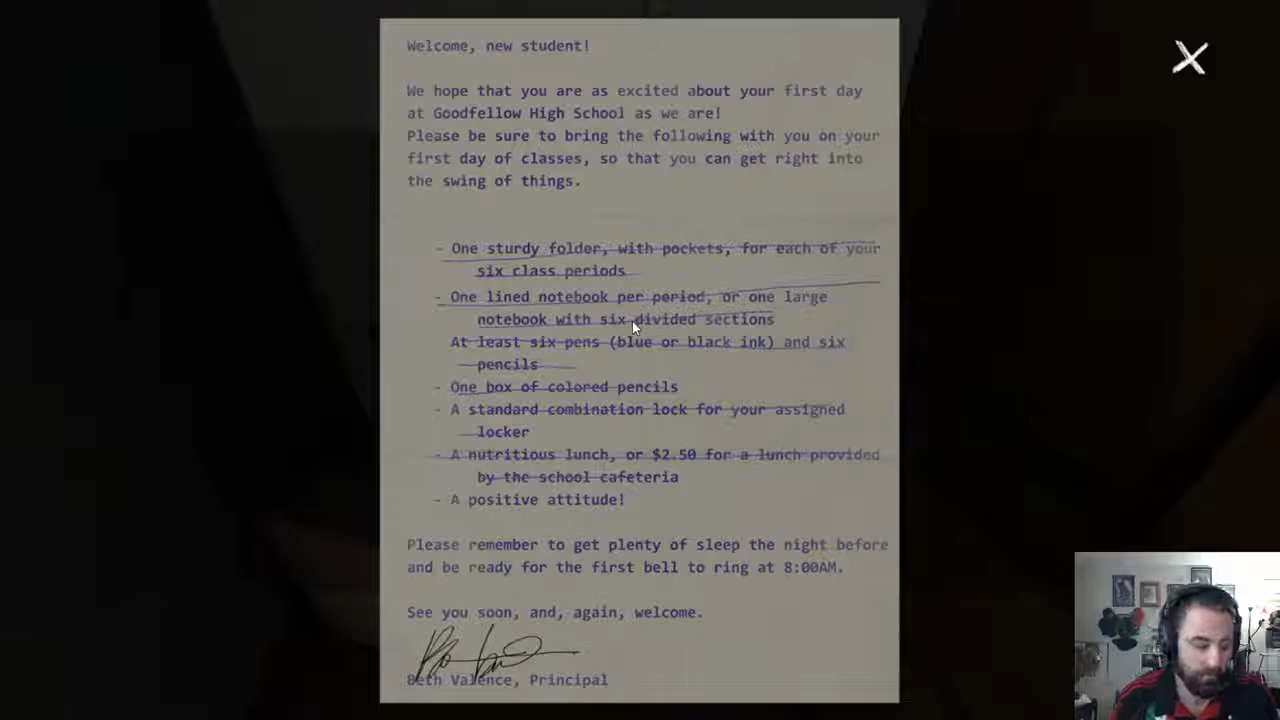 Welcome, new student!
We hope that you are as excited about your first day
at Goodfellow High School as we are!
Please be sure to bring the following with you on your
first day of classes, so that you can get right into
the swing of things.
- One sturdy folder, with pockets, for each of your
six class periods
- One lined notebook per period, or one large
notebook with six divided sections
At least six pens (blue or black ink) and six
pencils
- One box of colored pencils
- A standard combination lock for your assigned
locker
- A nutritious lunch, or $2.50 for a lunch provided
by the school cafeteria
- A positive attitude!
Please remember to get plenty of sleep the night before
and be ready for the first bell to ring at 8:00AM.
See you soon, and, again, welcome.
Beth Valence, Principal